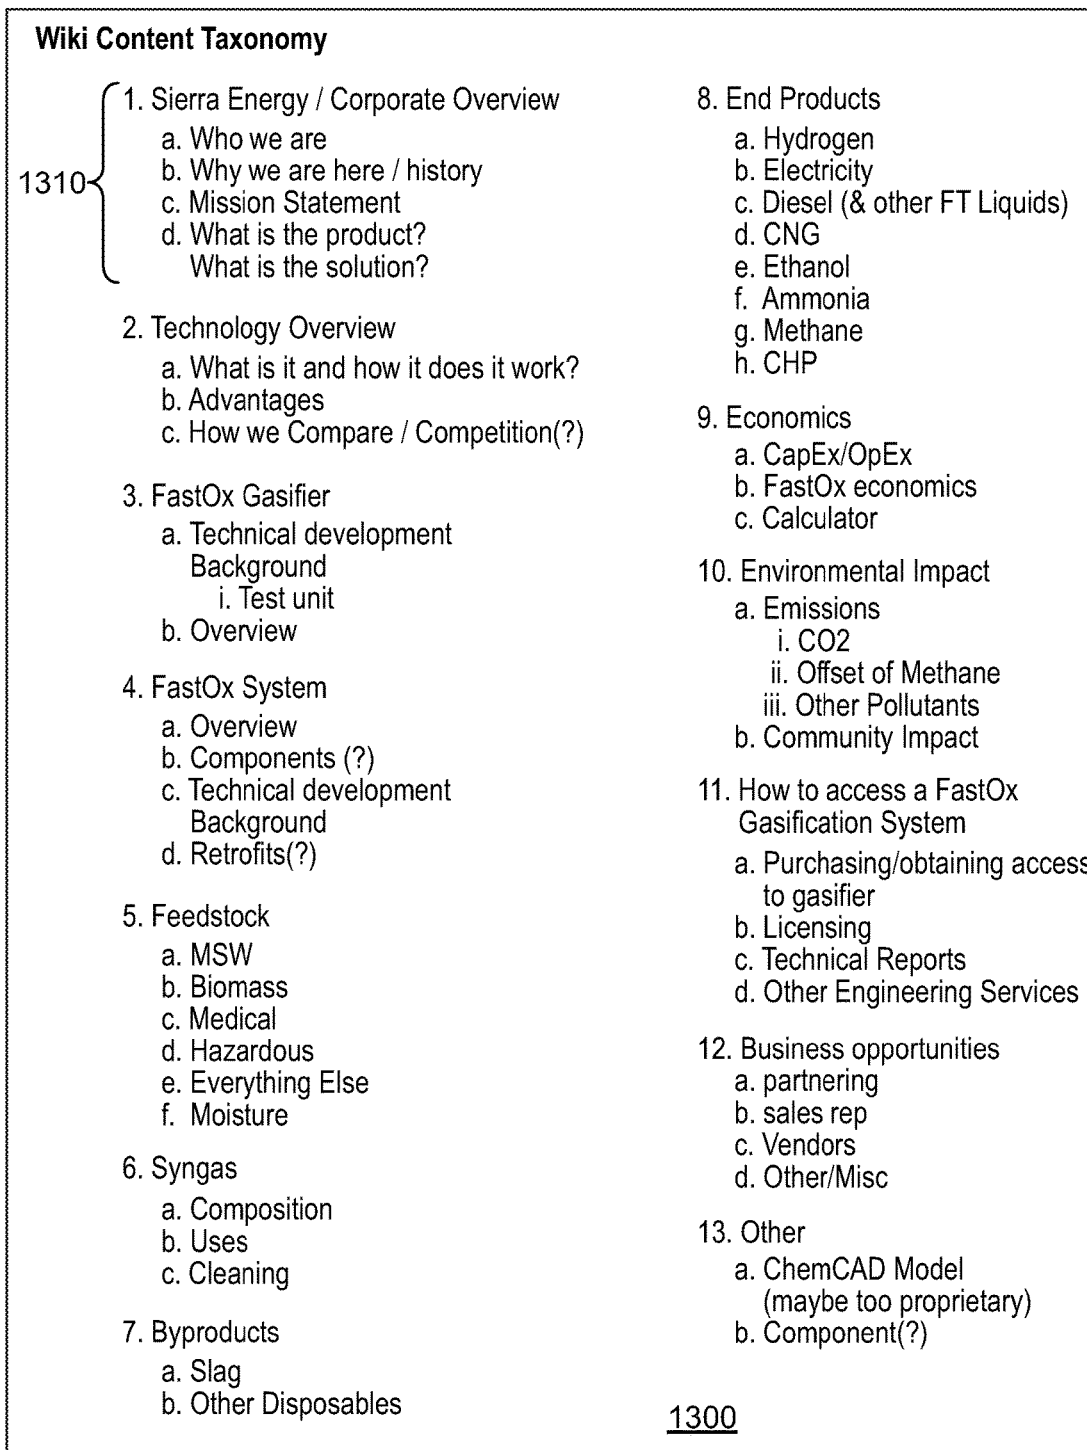 Wiki Content Taxonomy
1310
1. Sierra Energy / Corporate Overview
a. Who we are
b. Why we are here / history
c. Mission Statement
d. What is the product?
What is the solution?
2. Technology Overview
a. What is it and how it does it work?
b. Advantages
c. How we Compare / Competition(?)
3. FastOx Gasifier
a. Technical development
Background
i. Test unit
b. Overview
4. FastOx System
a. Overview
b. Components (?)
c. Technical development
Background
d. Retrofits(?)
5. Feedstock
a. MSW
b. Biomass
c. Medical
d. Hazardous
e. Everything Else
f. Moisture
6. Syngas
a. Composition
b. Uses
c. Cleaning
7. Byproducts
a. Slag
b. Other Disposables
8. End Products
a. Hydrogen
b. Electricity
c. Diesel (& other FT Liquids)
d. CNG
e. Ethanol
f. Ammonia
g. Methane
h. CHP
9. Economics
a. CapEx/OpEx
b. FastOx economics
c. Calculator
10. Environmental Impact
a. Emissions
i. CO2
ii. Offset of Methane
iii. Other Pollutants
b. Community Impact
11. How to access a FastOx
Gasification System
a. Purchasing/obtaining access
to gasifier
b. Licensing
c. Technical Reports
d. Other Engineering Services
12. Business opportunities
a. partnering
b. sales rep
c. Vendors
d. Other/Misc
13. Other
a. ChemCAD Model
(maybe too proprietary)
b. Component(?)
1300